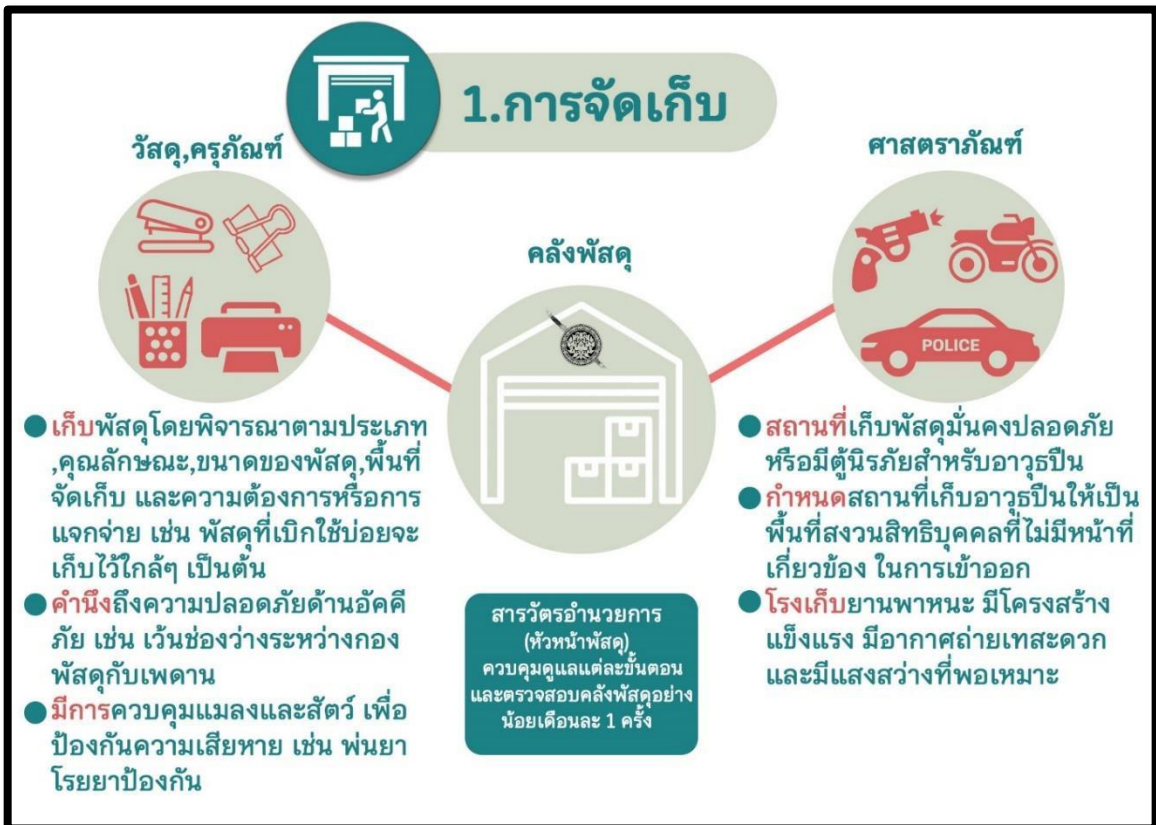 1.การจัดเก็บ
วัสดุ,ครุภัณฑ์
เก็บพัสดุโดยพิจารณาตามประเภท
,คุณลักษณะ,ขนาดของพัสดุ,พื้นที่
จัดเก็บ และความต้องการหรือการ
แจกจ่าย เช่น พัสดุที่เบิกใช้บ่อยจะ
เก็บไว้ใกล้ๆ เป็นต้น
คำนึงถึงความปลอดภัยด้านอัคคี
ภัย เช่น เว้นช่องว่างระหว่างกอง
พัสดุกับเพดาน
มีการควบคุมแมลงและสัตว์ เพื่อ
ป้องกันความเสียหาย เช่น พ่นยา
โรยยาป้องกัน
คลังพัสดุ
สารวัตรอำนวยการ
(หัวหน้าพัสดุ)
ควบคุมดูแลแต่ละขั้นตอน
และตรวจสอบคลังพัสดุอย่าง
น้อยเดือนละ 1 ครั้ง
ศาสตราภัณฑ์
POLICE
สถานที่เก็บพัสดุมั่นคงปลอดภัย
หรือมีตู้นิรภัยสำหรับอาวุธปืน
กำหนดสถานที่เก็บอาวุธปืนให้เป็น
พื้นที่สงวนสิทธิบุคคลที่ไม่มีหน้าที่
เกี่ยวข้อง ในการเข้าออก
โรงเก็บยานพาหนะ มีโครงสร้าง
แข็งแรง มีอากาศถ่ายเทสะดวก
และมีแสงสว่างที่พอเหมาะ